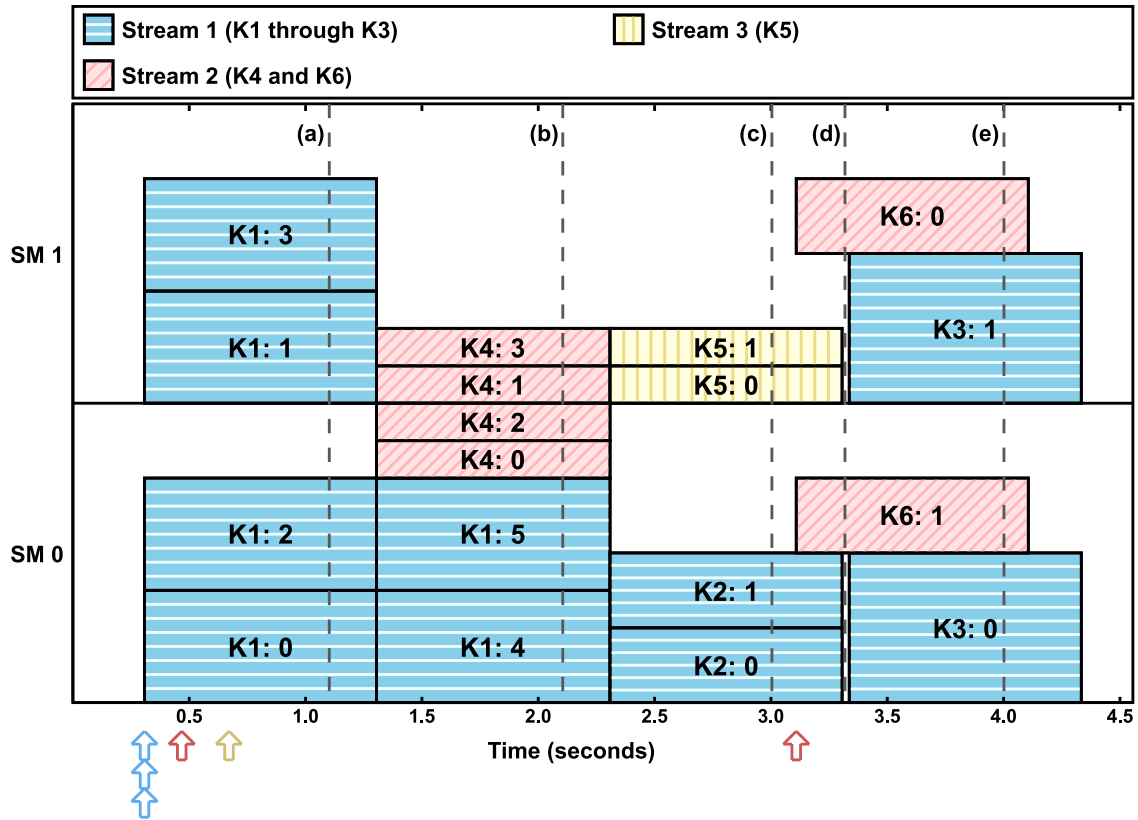 Stream 1 (K1 through K3)
Stream 3 (K5)
Stream 2 (K4 and K6)
(a)
(b)
(c)
(d)
(e)
SM 1
K1: 3
K6: 0
K1: 1
K3: 1
K4: 3
K5: 1
K4: 1
K5: 0
SM 0
K4: 2
K4: 0
K1: 2
K1: 5
K6: 1
K2: 1
K3: 0
K1: 0
K1: 4
K2: 0
0.5 1.0 1.5 2.0 2.5 3.0 3.5 4.0 4.5
Time (seconds)